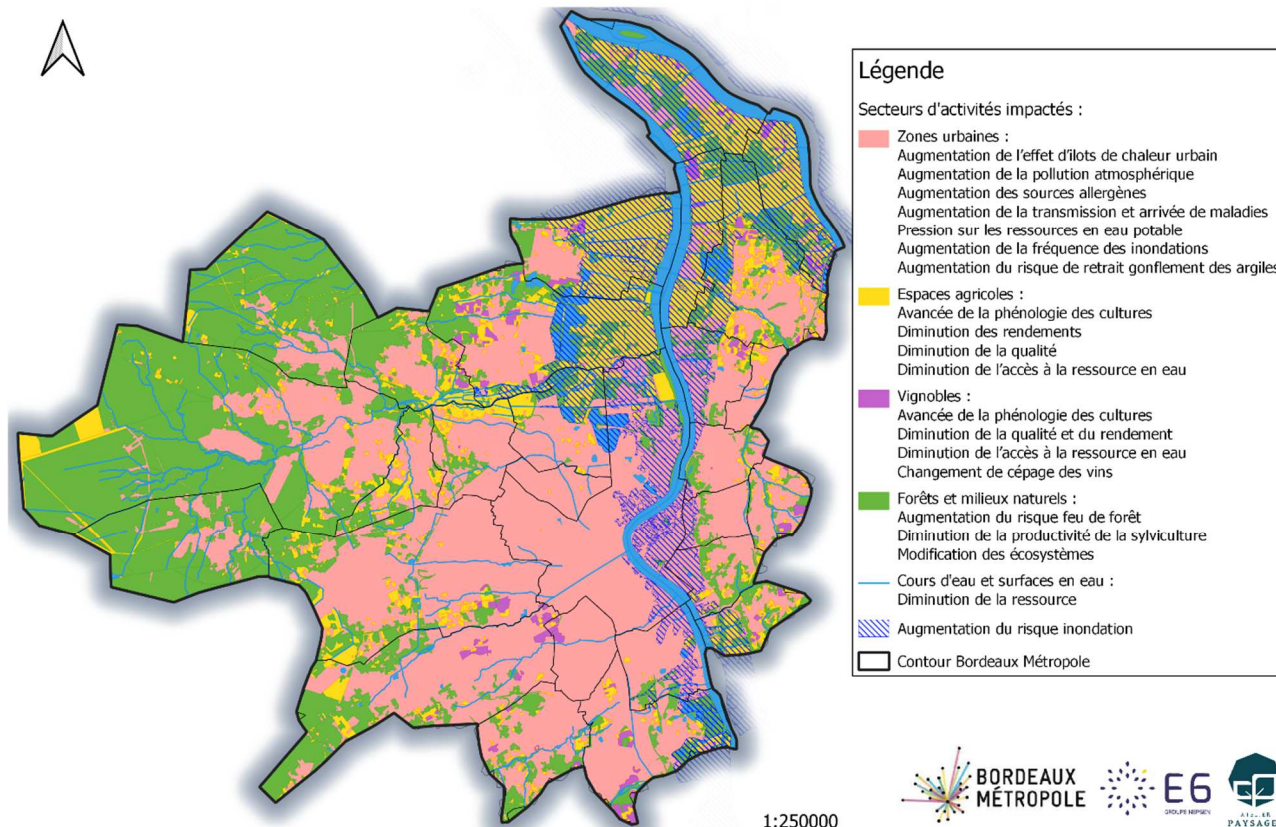 Légende
Secteurs d'activités impactés :
Zones urbaines :
Augmentation de l'effet d'ilots de chaleur urbain
Augmentation de la pollution atmosphérique
Augmentation des sources allergènes
Augmentation de la transmission et arrivée de maladies
Pression sur les ressources en eau potable
Augmentation de la fréquence des inondations
Augmentation du risque de retrait gonflement des argiles
Espaces agricoles :
Avancée de la phénologie des cultures
Diminution des rendements
Diminution de la qualité
Diminution de l'accès à la ressource en eau
Vignobles :
Avancée de la phénologie des cultures
Diminution de la qualité et du rendement
Diminution de l'accès à la ressource en eau
Changement de cépage des vins
Forêts et milieux naturels :
Augmentation du risque feu de forêt
Diminution de la productivité de la sylviculture
Modification des écosystèmes
Cours d'eau et surfaces en eau :
Diminution de la ressource
Augmentation du risque inondation
Contour Bordeaux Métropole
1:250000
BORDEAUX
MÉTROPOLE
E6
GROUPE NEPSEN
ATELIER
PAYSAGE